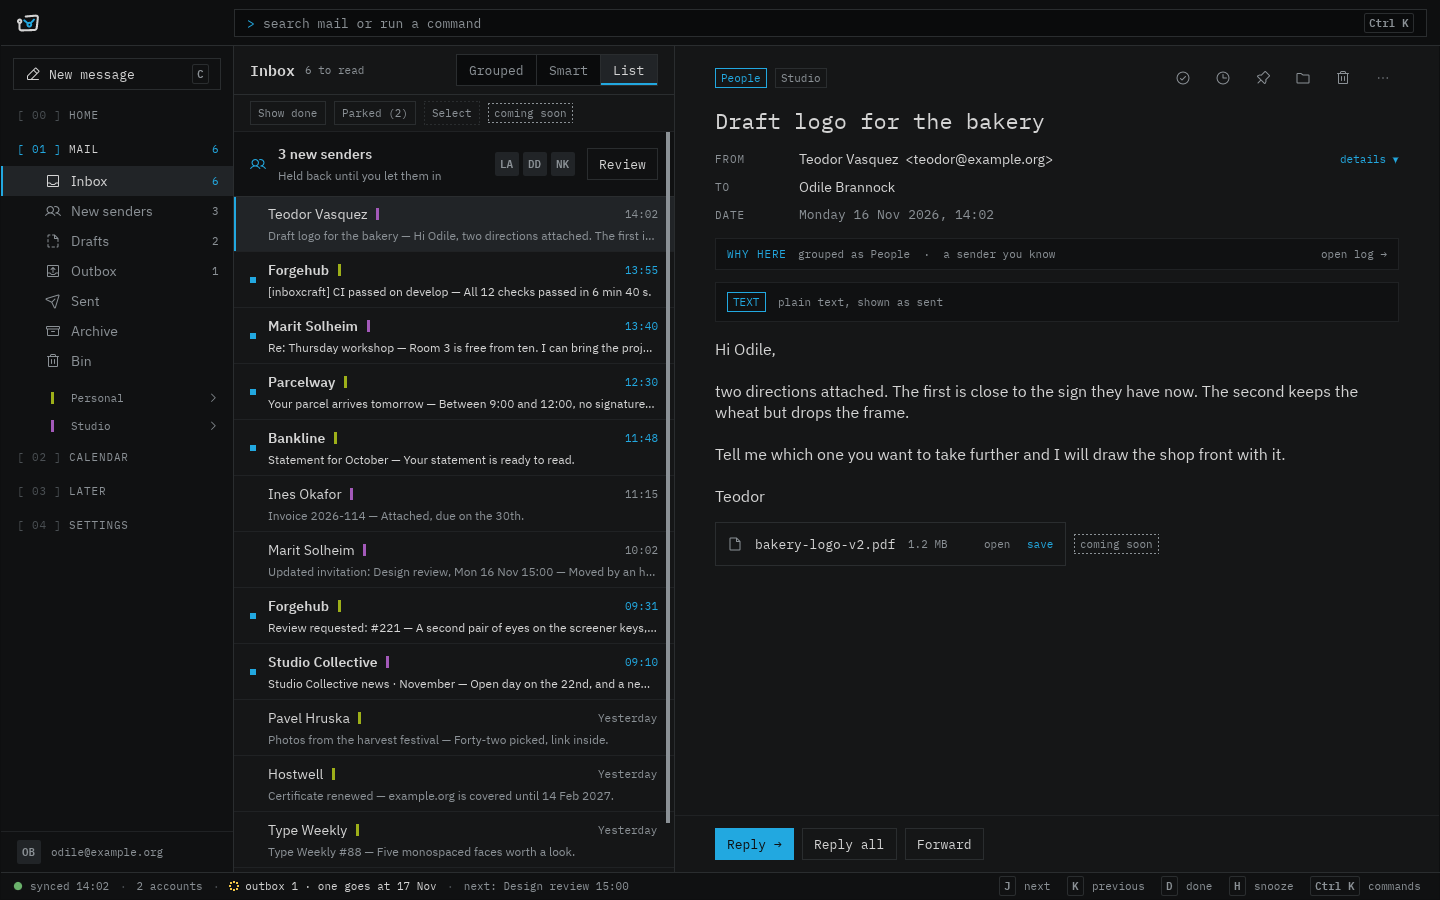 > search mail or run a command Ctrl K
New message C
[ 00 ] HOME
[ 01 ] MAIL 6
Inbox 6
New senders 3
Drafts 2
Outbox 1
Sent
Archive
Bin
Personal
Studio
[ 02 ] CALENDAR
[ 03 ] LATER
[ 04 ] SETTINGS
OB odile@example.org
Inbox 6 to read Grouped Smart List
Show done Parked (2) Select coming soon
3 new senders
Held back until you let them in
LA DD NK Review
Teodor Vasquez 14:02
Draft logo for the bakery — Hi Odile, two directions attached. The first i…
Forgehub 13:55
[inboxcraft] CI passed on develop — All 12 checks passed in 6 min 40 s.
Marit Solheim 13:40
Re: Thursday workshop — Room 3 is free from ten. I can bring the proj…
Parcelway 12:30
Your parcel arrives tomorrow — Between 9:00 and 12:00, no signature…
Bankline 11:48
Statement for October — Your statement is ready to read.
Ines Okafor 11:15
Invoice 2026-114 — Attached, due on the 30th.
Marit Solheim 10:02
Updated invitation: Design review, Mon 16 Nov 15:00 — Moved by an h…
Forgehub 09:31
Review requested: #221 — A second pair of eyes on the screener keys,…
Studio Collective 09:10
Studio Collective news · November — Open day on the 22nd, and a ne…
Pavel Hruska Yesterday
Photos from the harvest festival — Forty-two picked, link inside.
Hostwell Yesterday
Certificate renewed — example.org is covered until 14 Feb 2027.
Type Weekly Yesterday
Type Weekly #88 — Five monospaced faces worth a look.
People Studio
Draft logo for the bakery
FROM Teodor Vasquez <teodor@example.org> details ▾
TO Odile Brannock
DATE Monday 16 Nov 2026, 14:02
WHY HERE grouped as People · a sender you know open log →
TEXT plain text, shown as sent
Hi Odile,
two directions attached. The first is close to the sign they have now. The second keeps the
wheat but drops the frame.
Tell me which one you want to take further and I will draw the shop front with it.
Teodor
bakery-logo-v2.pdf 1.2 MB open save coming soon
Reply → Reply all Forward
synced 14:02 · 2 accounts · outbox 1 · one goes at 17 Nov · next: Design review 15:00
J next K previous D done H snooze Ctrl K commands